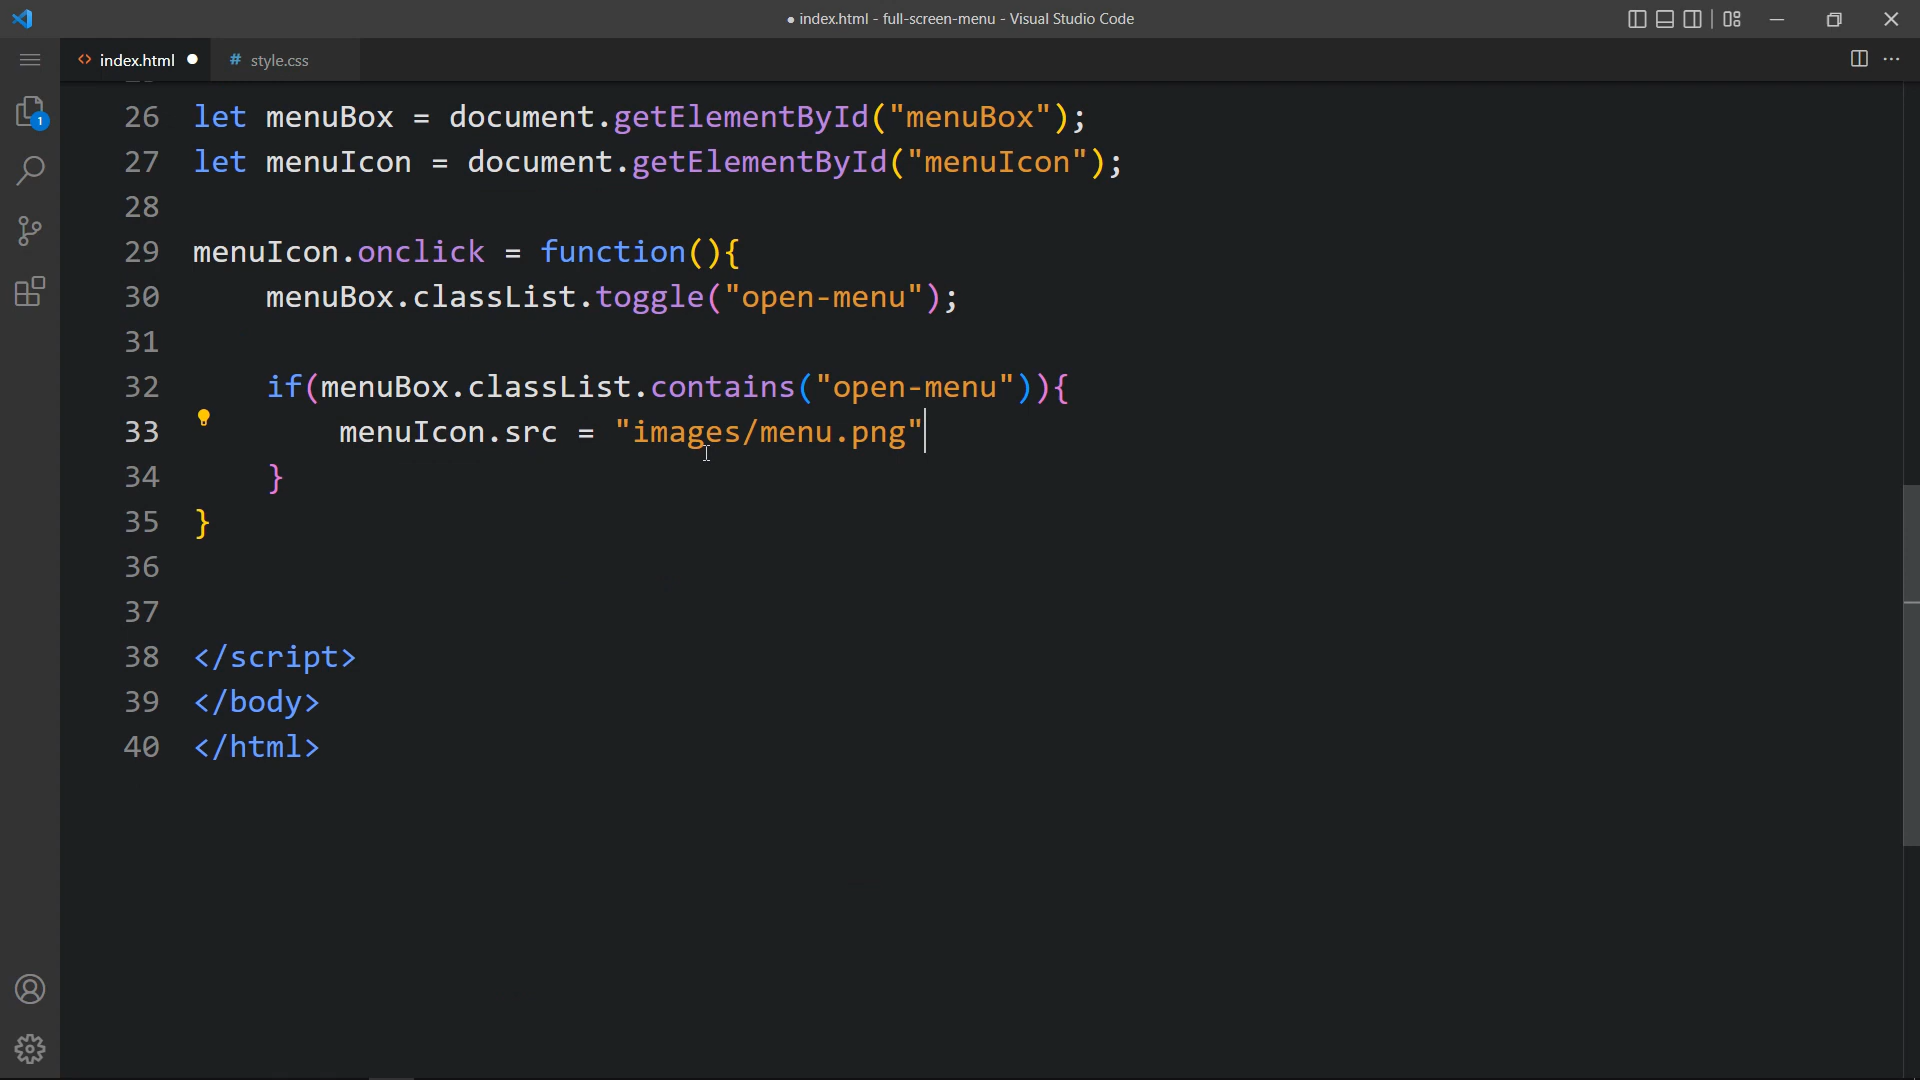 ● index.html - full-screen-menu - Visual Studio Code
<> index.html ●
# style.css
1
26 let menuBox = document.getElementById("menuBox");
27 let menuIcon = document.getElementById("menuIcon");
28
29 menuIcon.onclick = function(){
30     menuBox.classList.toggle("open-menu");
31
32     if(menuBox.classList.contains("open-menu")){
33         menuIcon.src = "images/menu.png"
34     }
35 }
36
37
38 </script>
39 </body>
40 </html>